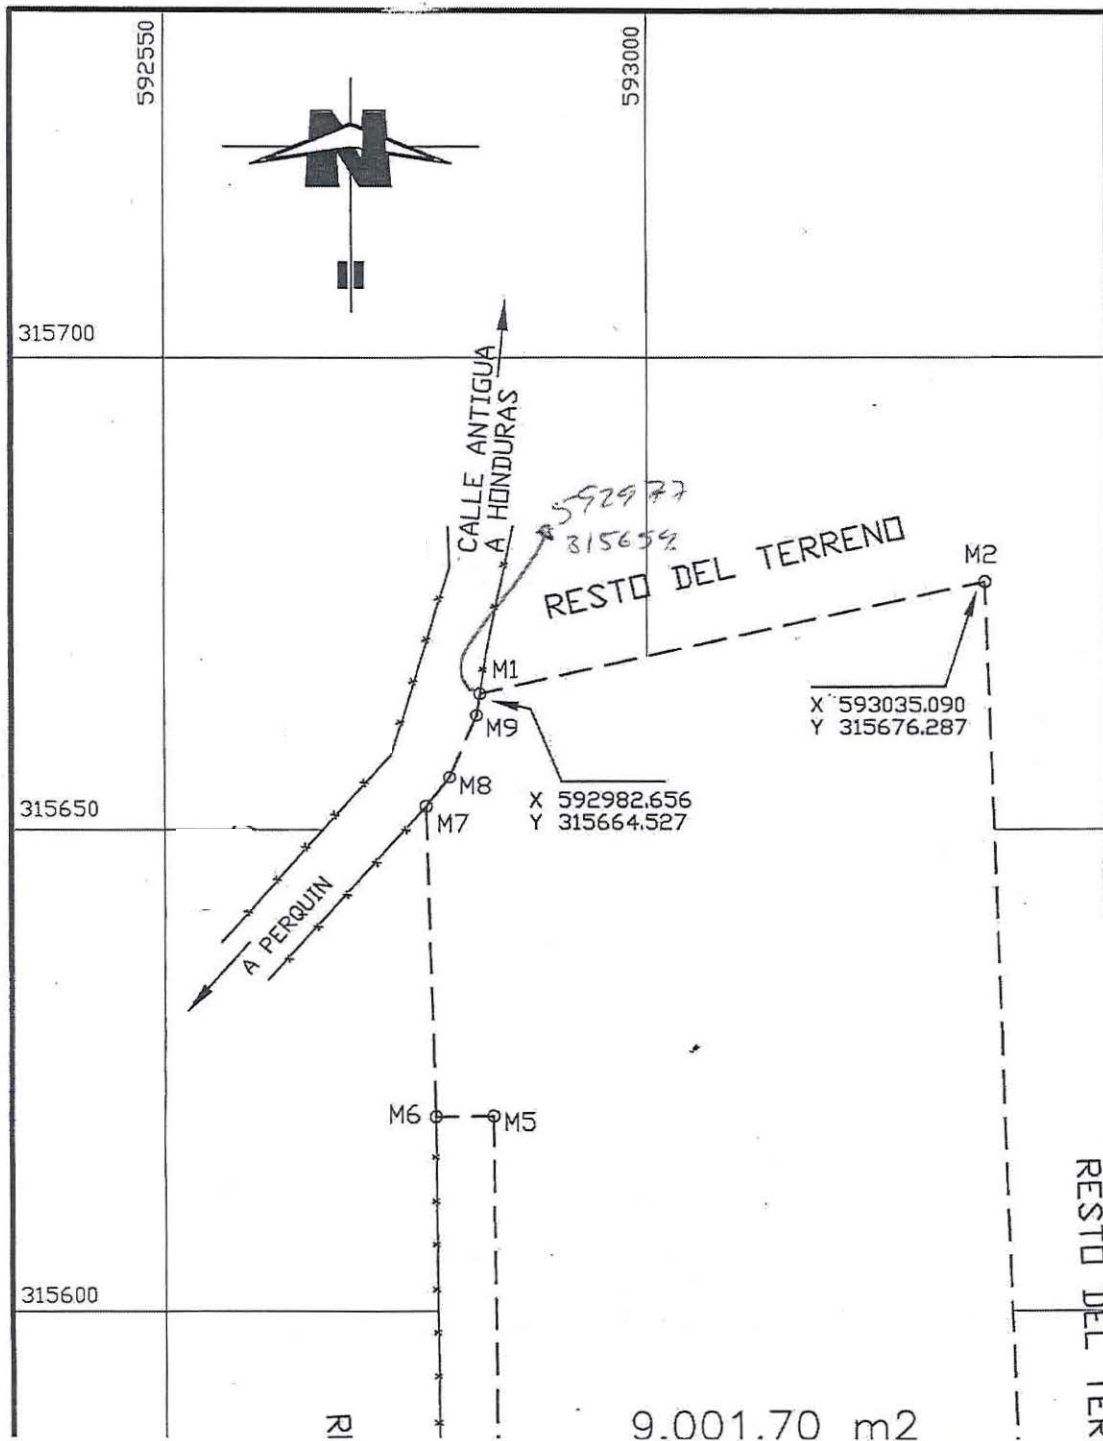 592550
593000
N
315700
CALLE ANTIGUA
A HONDURAS
592977
315659
RESTO DEL TERRENO
M2
M1
X 593035.090
Y 315676.287
M9
M8
X 592982.656
Y 315664.527
M7
315650
A PERQUIN
M6
M5
RESTO DEL TER
315600
RI
9.001.70 m2